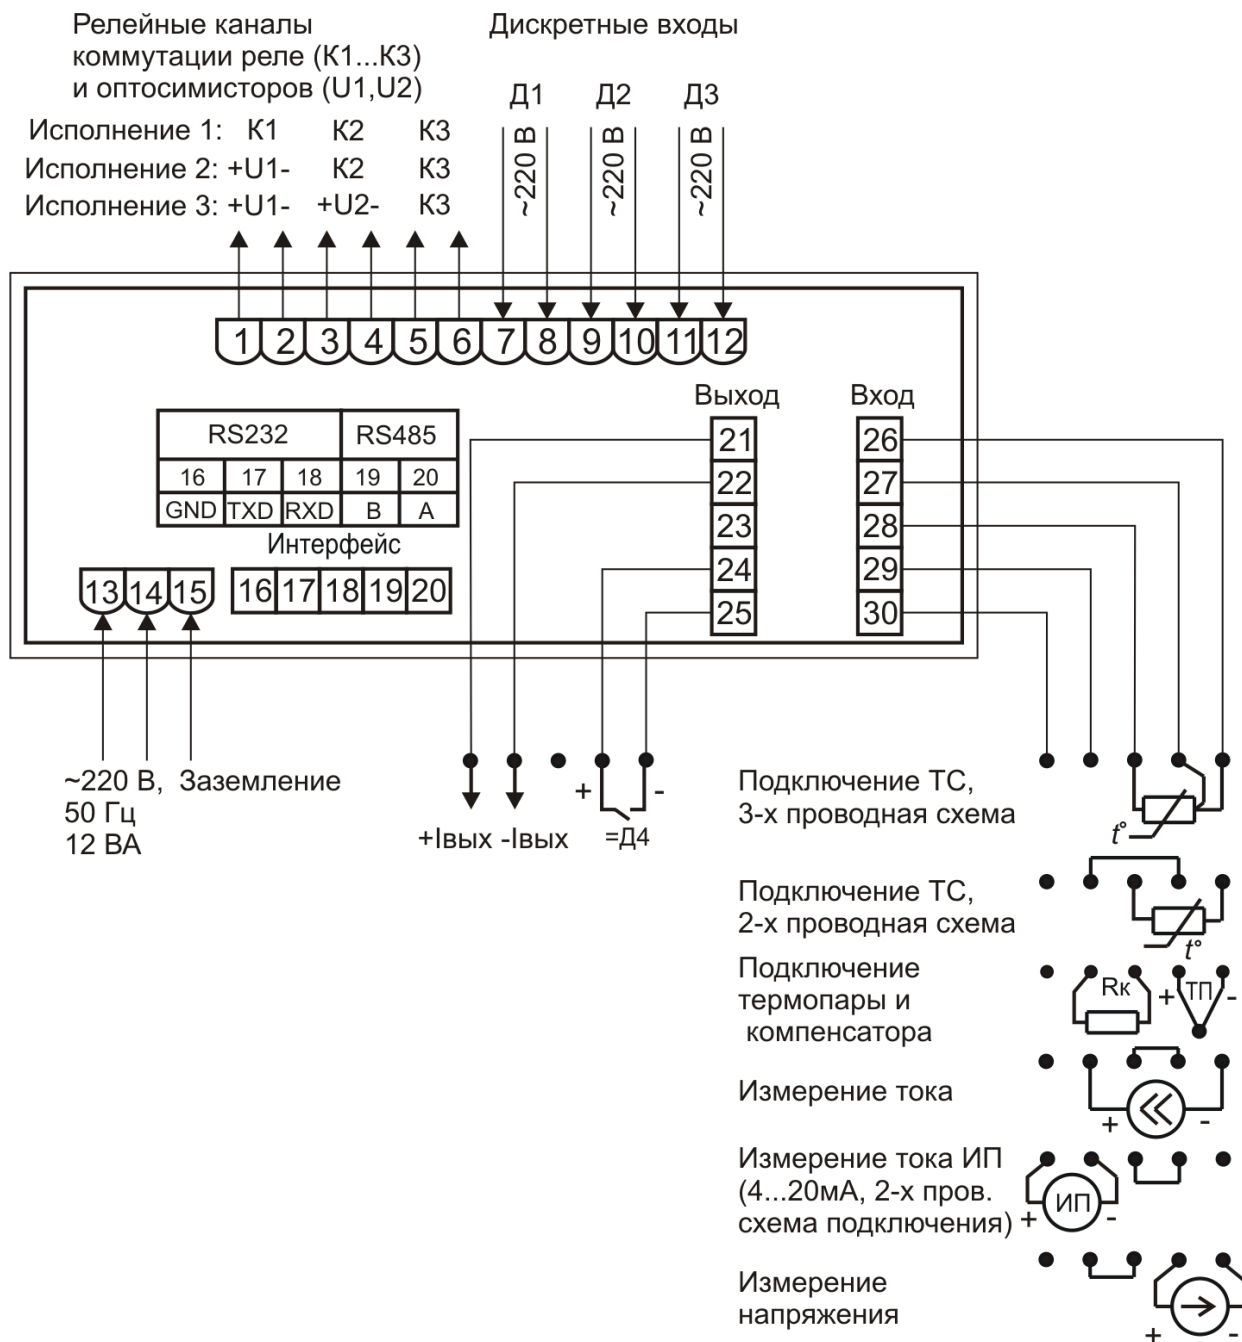 Релейные каналы
коммутации реле (К1...К3)
и оптосимисторов (U1,U2)
Дискретные входы
Д1 Д2 Д3
~220 В ~220 В ~220 В
Исполнение 1: К1 К2 К3
Исполнение 2: +U1- К2 К3
Исполнение 3: +U1- +U2- К3
1 2 3 4 5 6 7 8 9 10 11 12
Выход
21
22
23
24
25
Вход
26
27
28
29
30
RS232 RS485
16 17 18 19 20
GND TXD RXD B A
Интерфейс
13 14 15
16 17 18 19 20
~220 В, Заземление
50 Гц
12 ВА
+ -
+Iвых -Iвых =Д4
Подключение ТС,
3-х проводная схема
t°
Подключение ТС,
2-х проводная схема
t°
Подключение
термопары и
компенсатора
Rк + ТП -
Измерение тока
+ -
Измерение тока ИП
(4...20мА, 2-х пров.
схема подключения)
+ ИП -
Измерение
напряжения
+ -